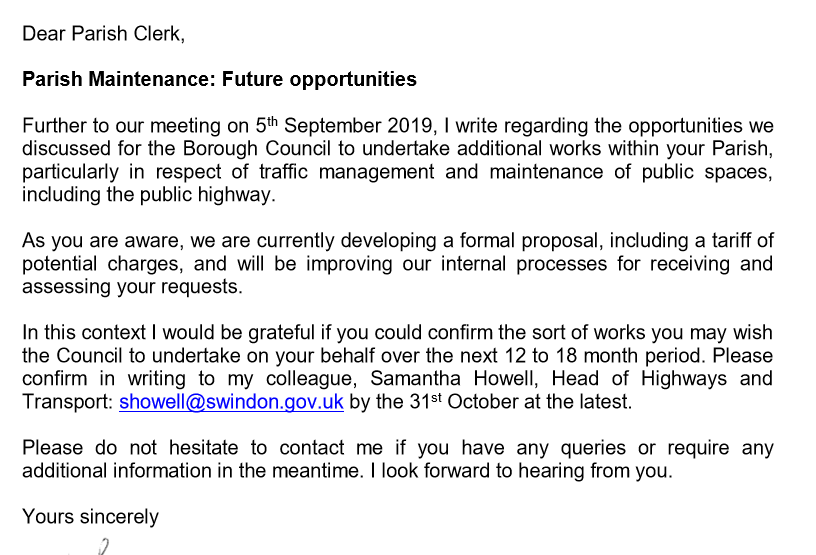 Dear Parish Clerk,
Parish Maintenance: Future opportunities
Further to our meeting on 5th September 2019, I write regarding the opportunities we
discussed for the Borough Council to undertake additional works within your Parish,
particularly in respect of traffic management and maintenance of public spaces,
including the public highway.
As you are aware, we are currently developing a formal proposal, including a tariff of
potential charges, and will be improving our internal processes for receiving and
assessing your requests.
In this context I would be grateful if you could confirm the sort of works you may wish
the Council to undertake on your behalf over the next 12 to 18 month period. Please
confirm in writing to my colleague, Samantha Howell, Head of Highways and
Transport: showell@swindon.gov.uk by the 31st October at the latest.
Please do not hesitate to contact me if you have any queries or require any
additional information in the meantime. I look forward to hearing from you.
Yours sincerely